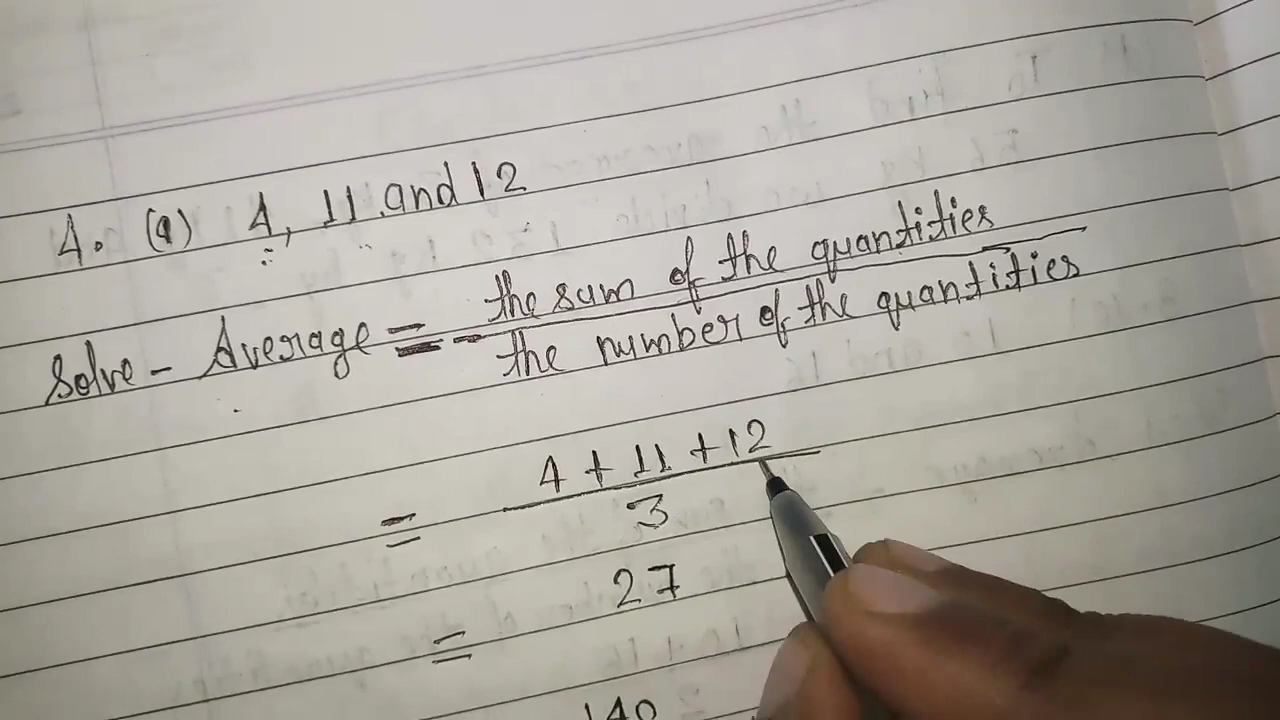 4. (a) 4, 11 and 12
Solve - Average = the sum of the quantities
the number of the quantities
= 4 + 11 + 12
3
= 27
140